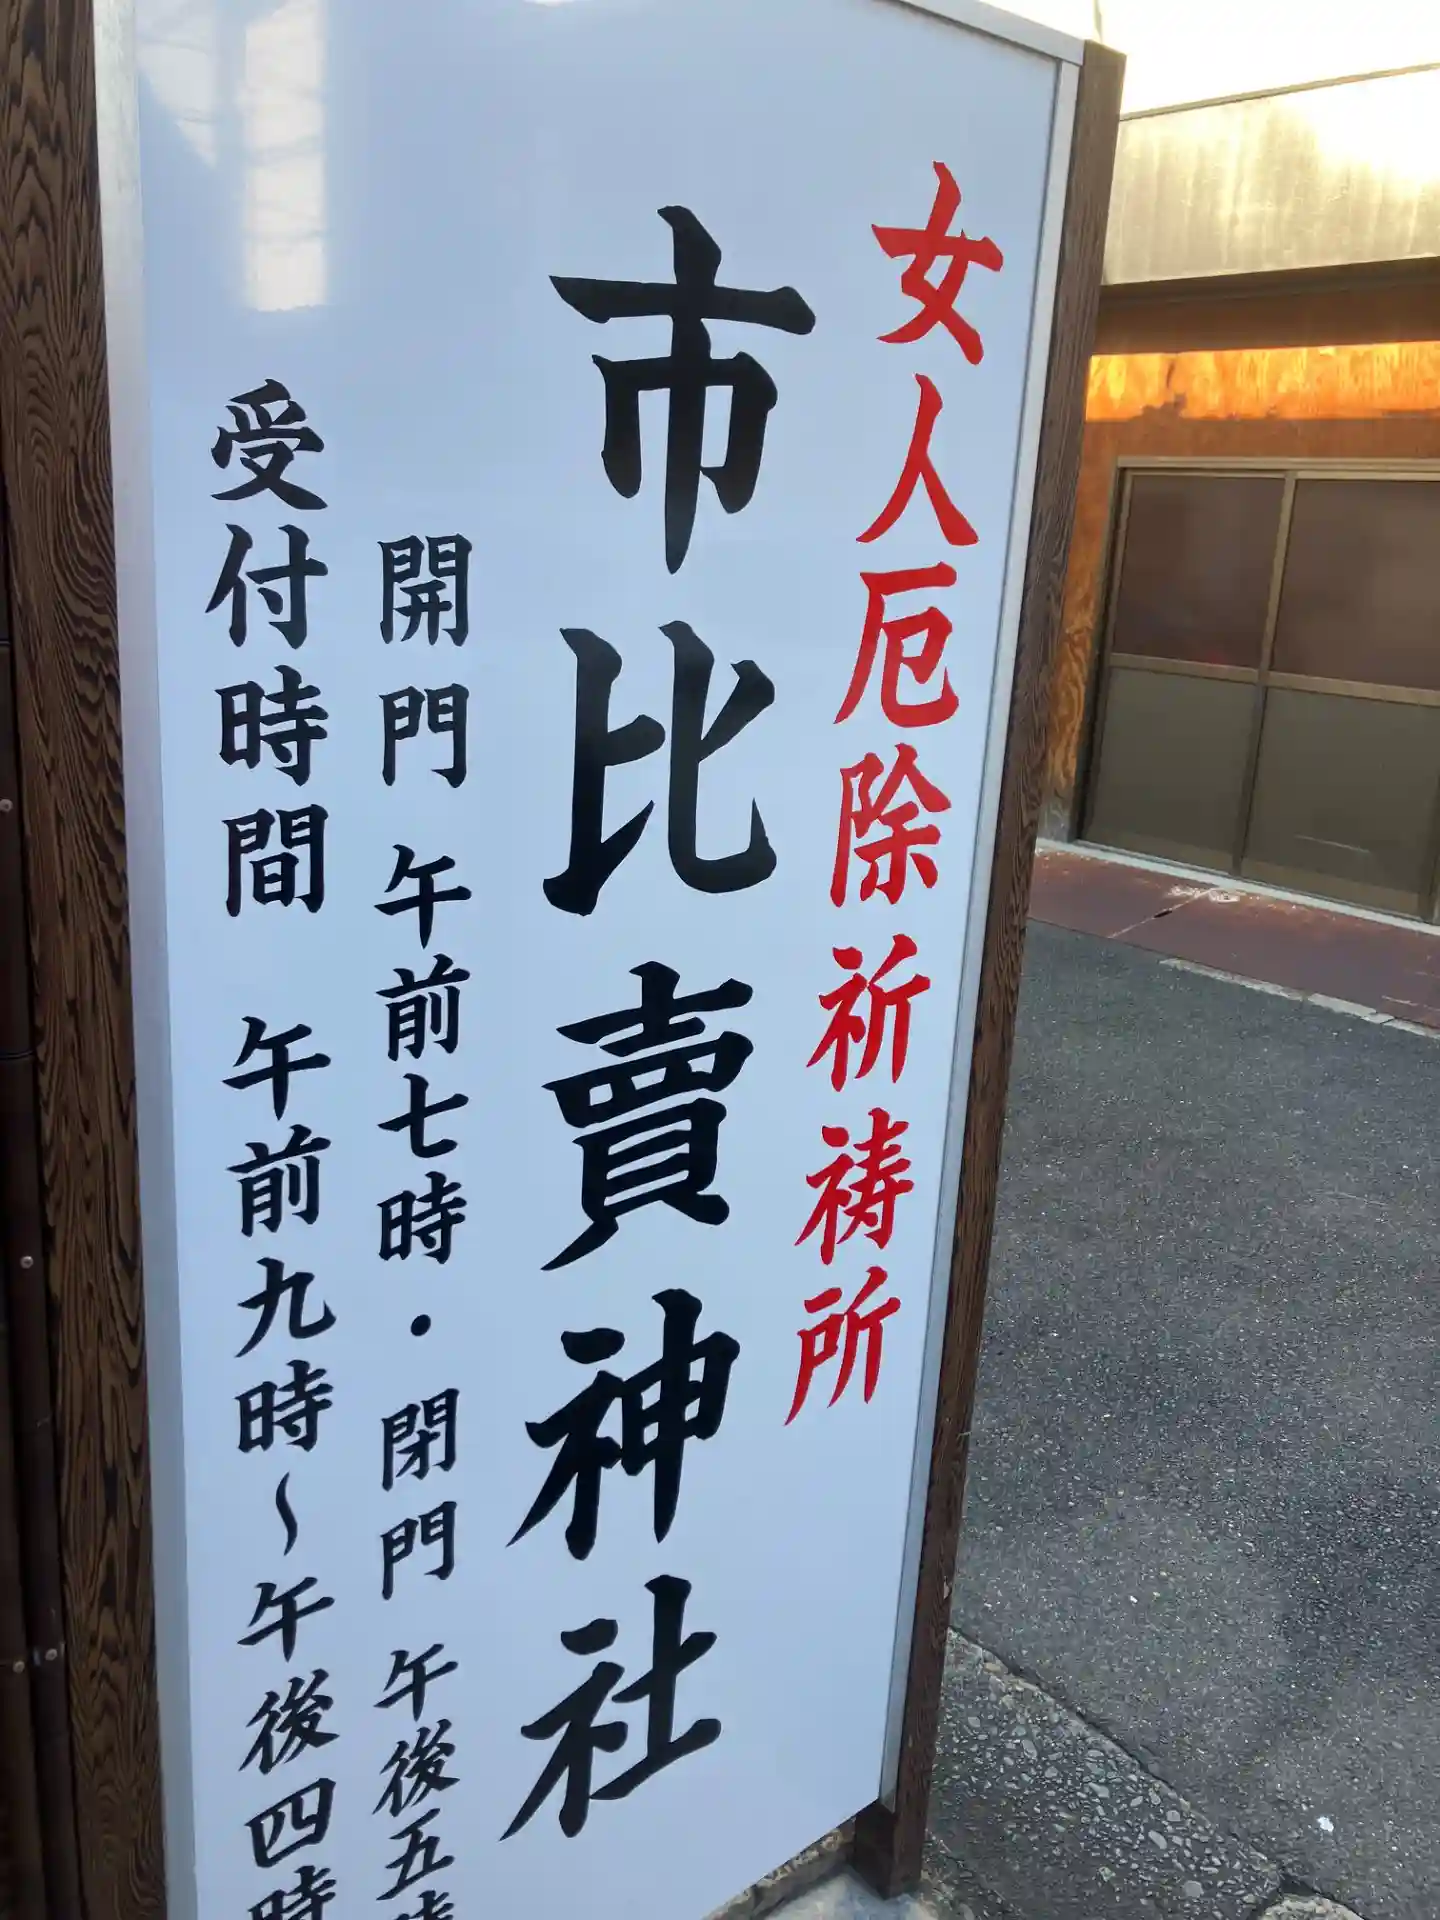 女人厄除祈祷所
市比賣神社
開門 午前七時・閉門 午後五時
受付時間 午前九時～午後四時